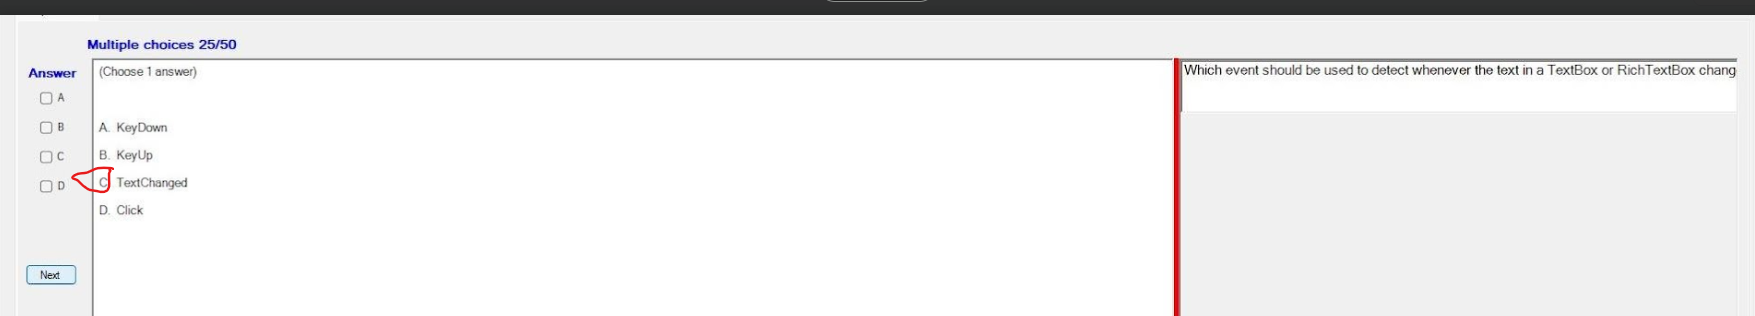 Multiple choices 25/50
Answer
(Choose 1 answer)
Which event should be used to detect whenever the text in a TextBox or RichTextBox chang
A
B
C
D
A. KeyDown
B. KeyUp
C. TextChanged
D. Click
Next